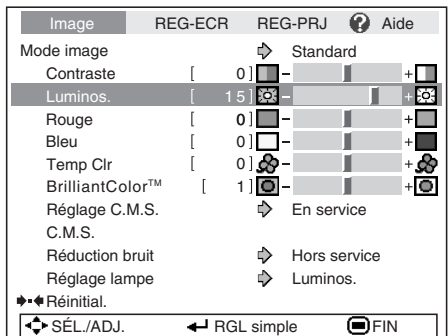 Image REG-ECR REG-PRJ Aide
Mode image Standard
Contraste [ 0] - +
Luminos. [ 15] - +
Rouge [ 0] - +
Bleu [ 0] - +
Temp Clr [ 0] - +
BrilliantColor™ [ 1] - +
Réglage C.M.S. En service
C.M.S.
Réduction bruit Hors service
Réglage lampe Luminos.
Réinitial.
SÉL./ADJ. RGL simple FIN